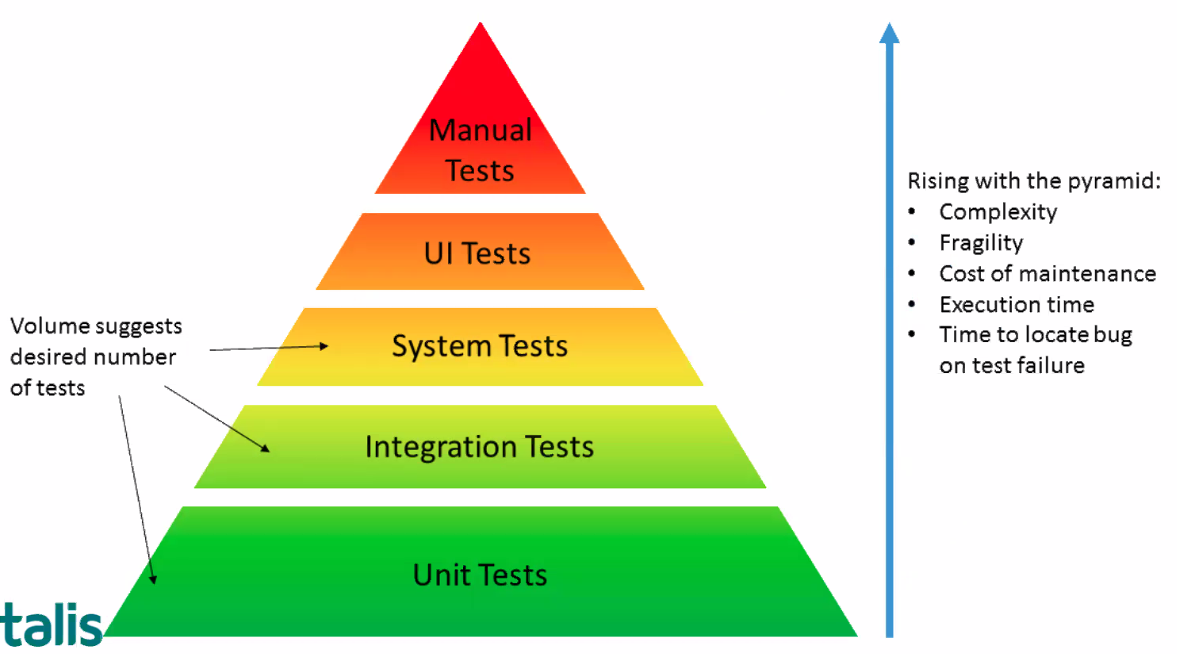 Manual
Tests
UI Tests
System Tests
Integration Tests
Unit Tests
Volume suggests
desired number
of tests
Rising with the pyramid:
• Complexity
• Fragility
• Cost of maintenance
• Execution time
• Time to locate bug
on test failure
talis